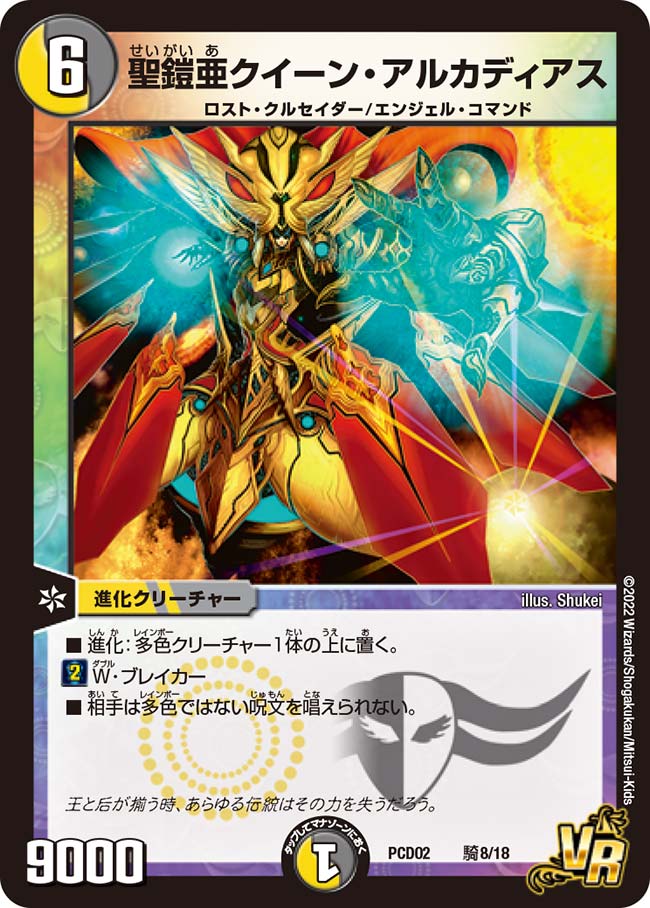 6
せいがい あ
聖鎧亜クイーン・アルカディアス
ロスト・クルセイダー/エンジェル・コマンド
進化クリーチャー
illus. Shukei
しんか レインボー たい うえ お
■ 進化：多色クリーチャー1体の上に置く。
ダブル
2 W・ブレイカー
あいて レインボー じゅもん とな
■ 相手は多色ではない呪文を唱えられない。
王と后が揃う時、あらゆる伝説はその力を失うだろう。
9000
タップしてマナゾーンにおく
1
PCD02 騎8/18
VR
©2022 Wizards/Shogakukan/Mitsui-Kids